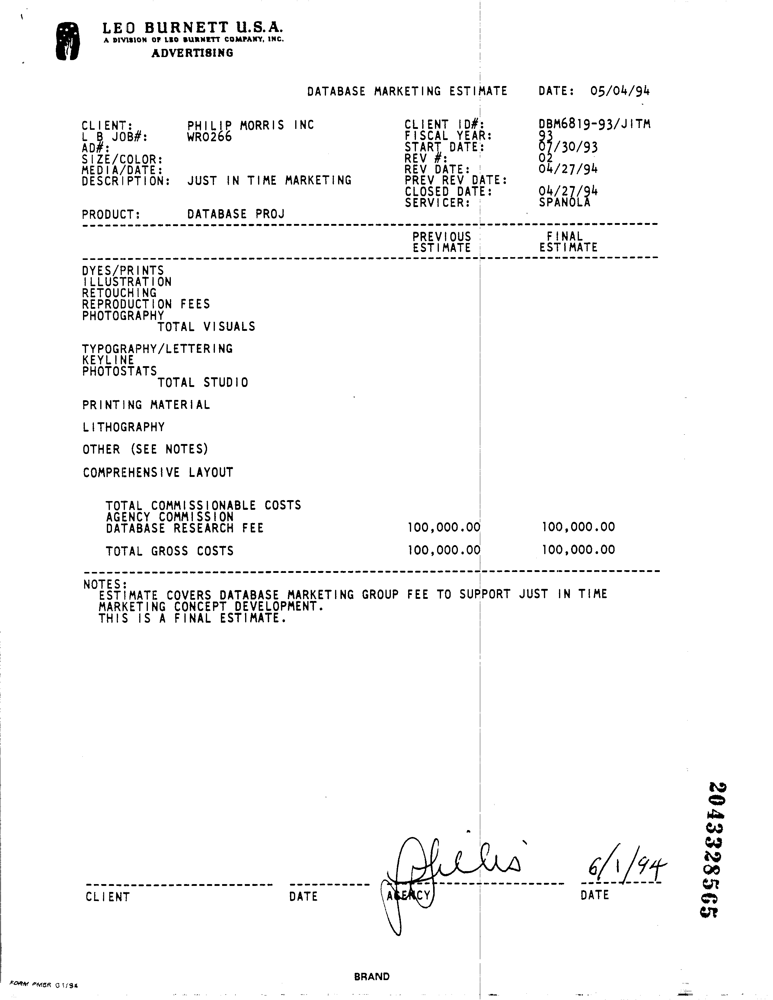 LEO BURNETT U.S.A.
A DIVISION OF LEO BURNETT COMPANY, INC.
ADVERTISING
DATABASE MARKETING ESTIMATE DATE: 05/04/94
CLIENT: PHILIP MORRIS INC CLIENT ID#: DBM6819-93/JITM
L B JOB#: WRO266 FISCAL YEAR: 93
AD#: START DATE: 07/30/93
SIZE/COLOR: REV #: 02
MEDIA/DATE: REV DATE: 04/27/94
DESCRIPTION: JUST IN TIME MARKETING PREV REV DATE:
CLOSED DATE: 04/27/94
SERVICER: SPANOLA
PRODUCT: DATABASE PROJ
PREVIOUS FINAL
ESTIMATE ESTIMATE
DYES/PRINTS
ILLUSTRATION
RETOUCHING
REPRODUCTION FEES
PHOTOGRAPHY
TOTAL VISUALS
TYPOGRAPHY/LETTERING
KEYLINE
PHOTOSTATS
TOTAL STUDIO
PRINTING MATERIAL
LITHOGRAPHY
OTHER (SEE NOTES)
COMPREHENSIVE LAYOUT
TOTAL COMMISSIONABLE COSTS
AGENCY COMMISSION
DATABASE RESEARCH FEE 100,000.00 100,000.00
TOTAL GROSS COSTS 100,000.00 100,000.00
NOTES:
ESTIMATE COVERS DATABASE MARKETING GROUP FEE TO SUPPORT JUST IN TIME
MARKETING CONCEPT DEVELOPMENT.
THIS IS A FINAL ESTIMATE.
6/1/94
CLIENT DATE AGENCY DATE
2043328565
BRAND
FORM PMBR 01/94